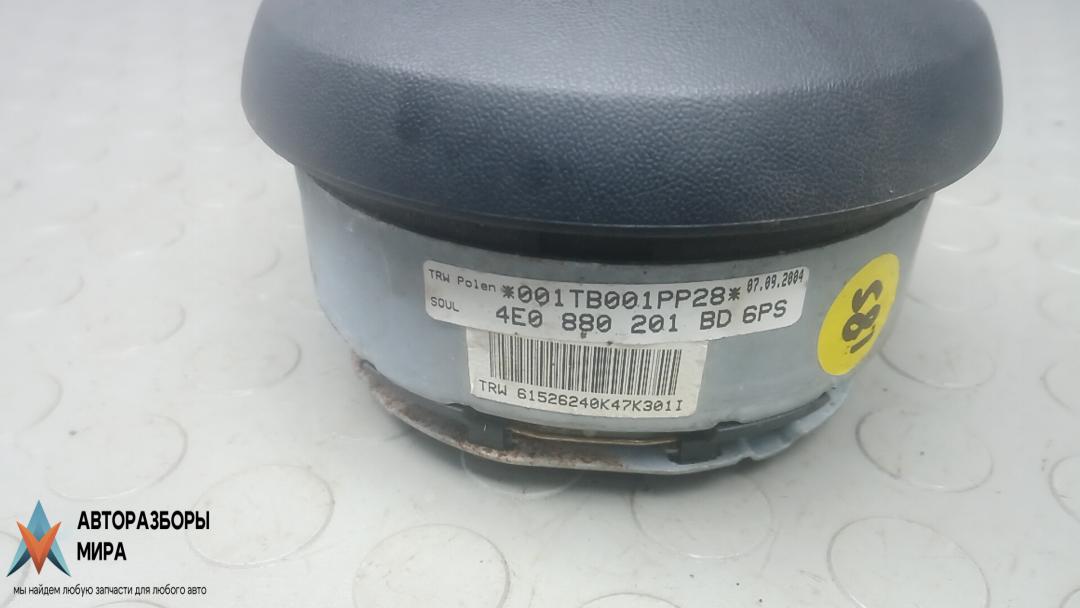 TRW Polen *001TB001PP28* 07.09.2004
SOUL 4E0 880 201 BD 6PS
TRW 61526240K47K301I
АВТОРАЗБОРЫ
МИРА
мы найдем любую запчасти для любого авто